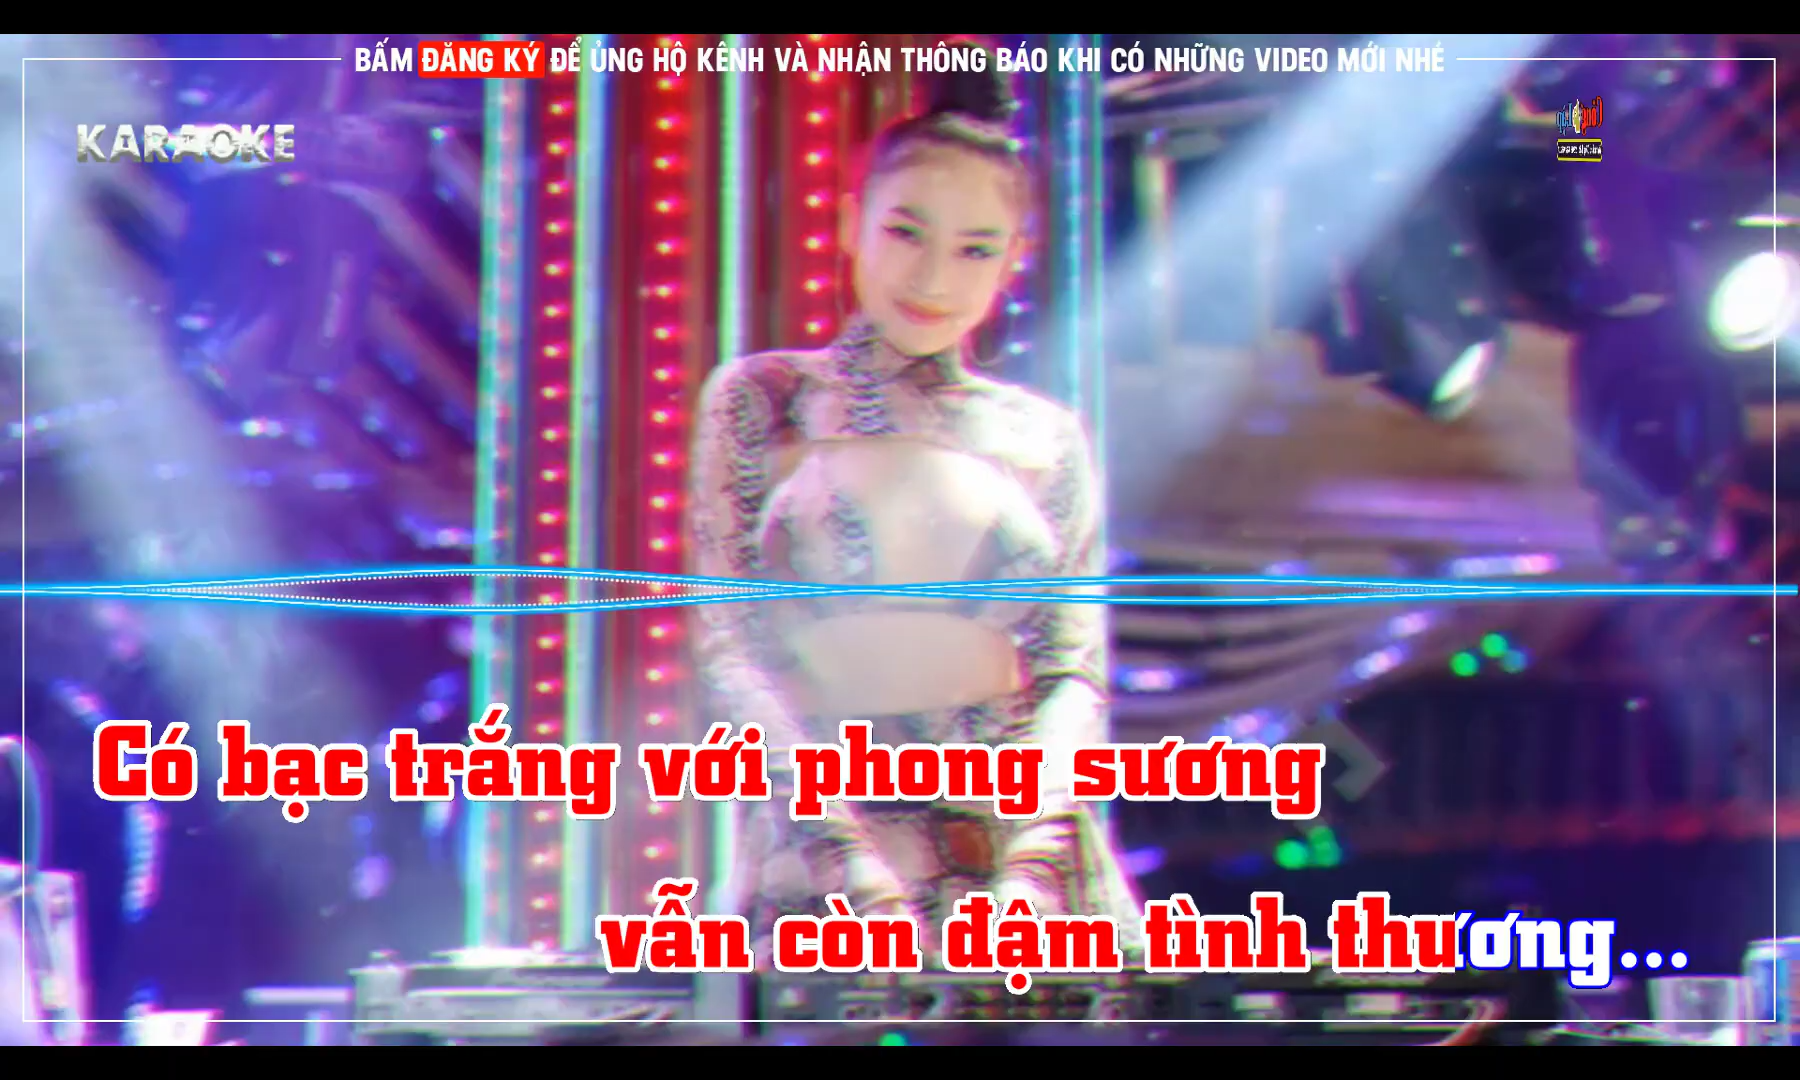 BẤM ĐĂNG KÝ ĐỂ ỦNG HỘ KÊNH VÀ NHẬN THÔNG BÁO KHI CÓ NHỮNG VIDEO MỚI NHÉ
KARAOKE
Có bạc trắng với phong sương
vẫn còn đậm tình thương...